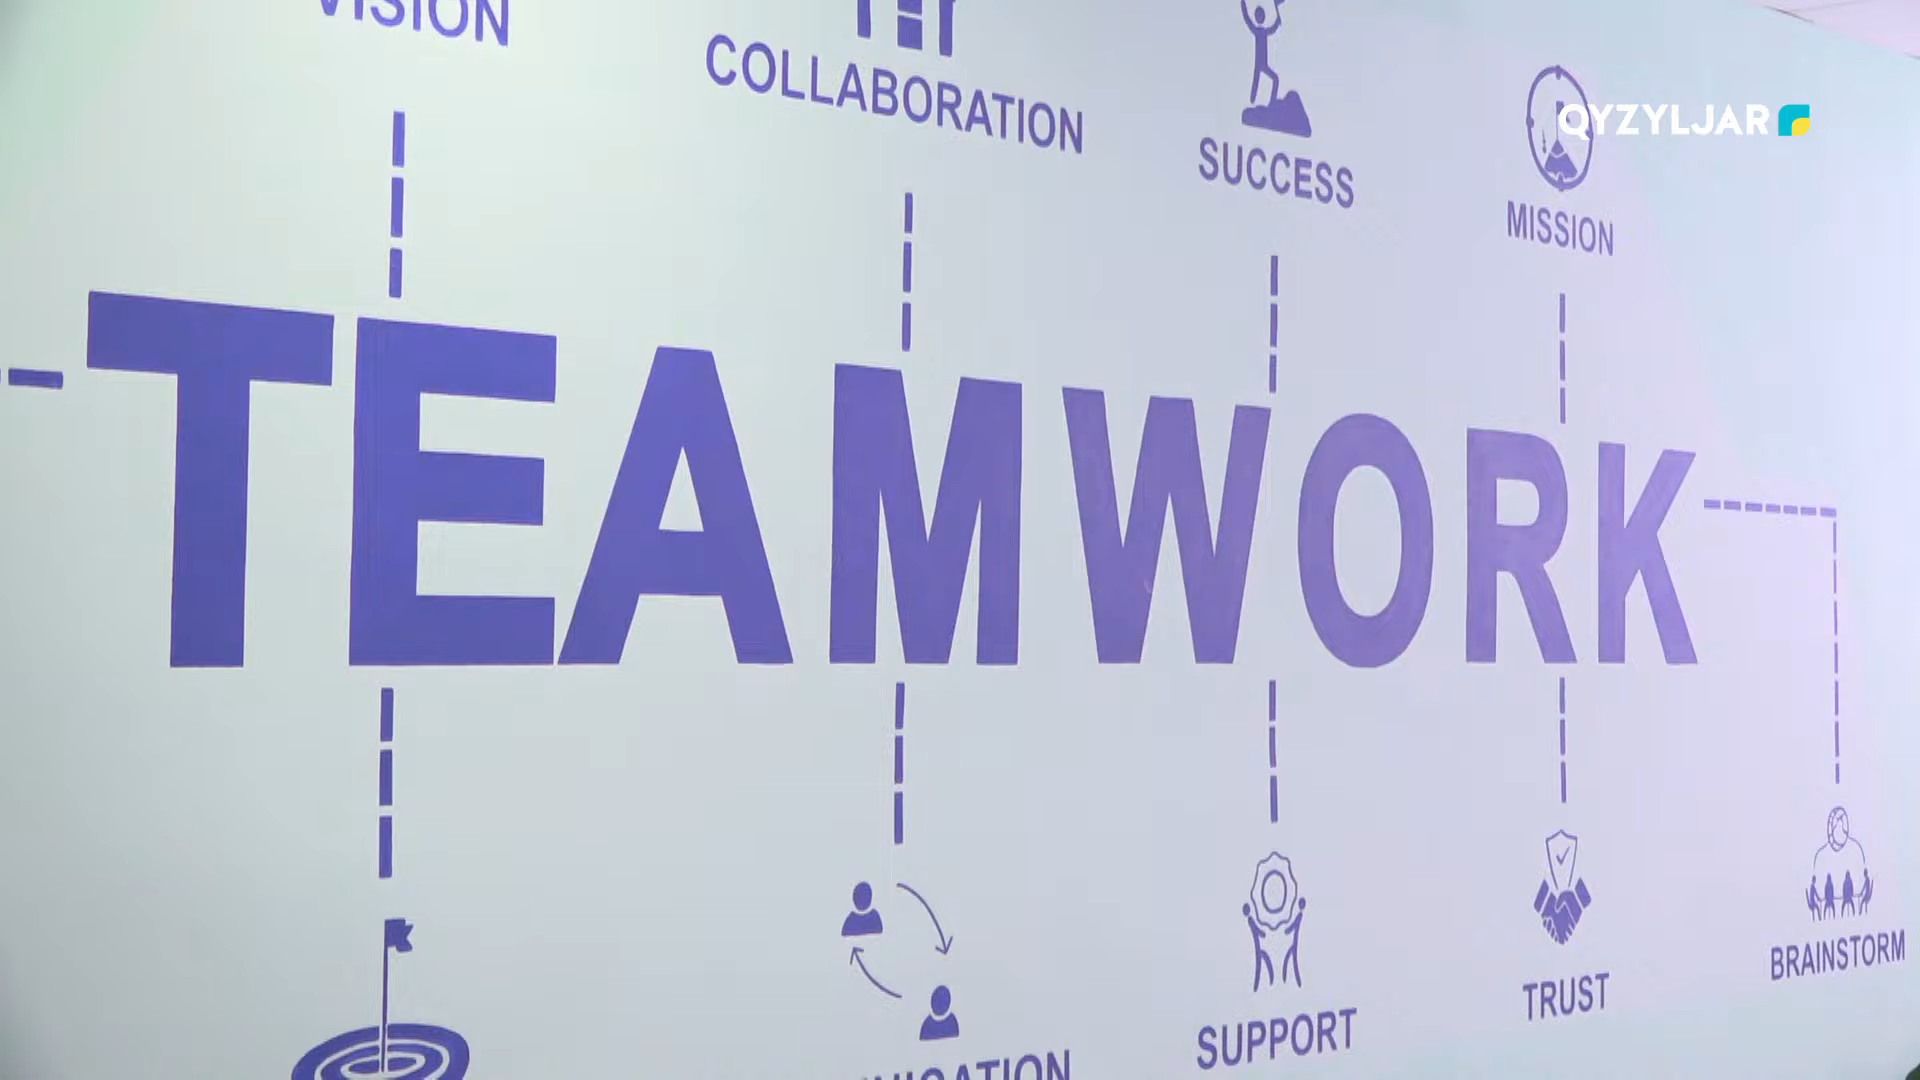 VISION
COLLABORATION
SUCCESS
MISSION
QYZYLJAR
TEAMWORK
BRAINSTORM
TRUST
SUPPORT